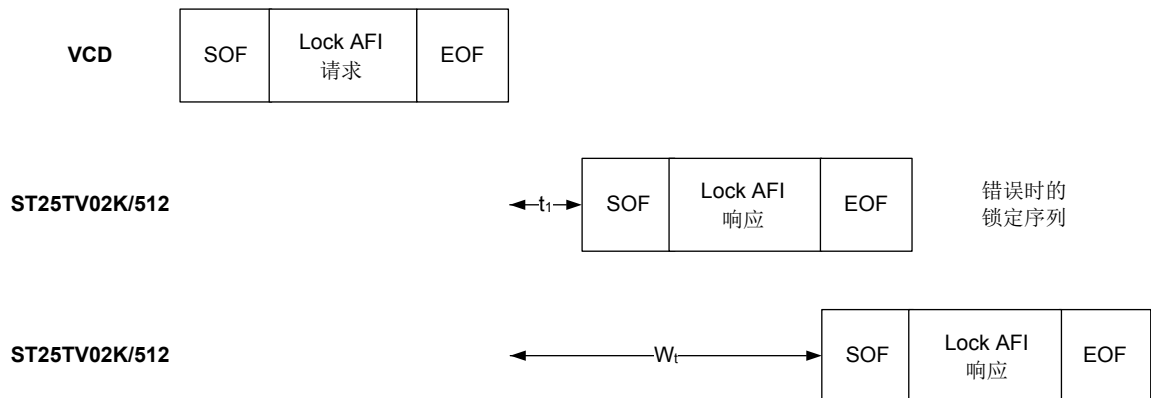 VCD
SOF
Lock AFI
请求
EOF
ST25TV02K/512
t1
SOF
Lock AFI
响应
EOF
错误时的
锁定序列
ST25TV02K/512
Wt
SOF
Lock AFI
响应
EOF